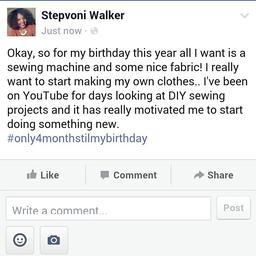 Stepvoni Walker
Just now ·
Okay, so for my birthday this year all I want is a
sewing machine and some nice fabric! I really
want to start making my own clothes.. I've been
on YouTube for days looking at DIY sewing
projects and it has really motivated me to start
doing something new.
#only4monthstilmybirthday
Like Comment Share
Write a comment... Post